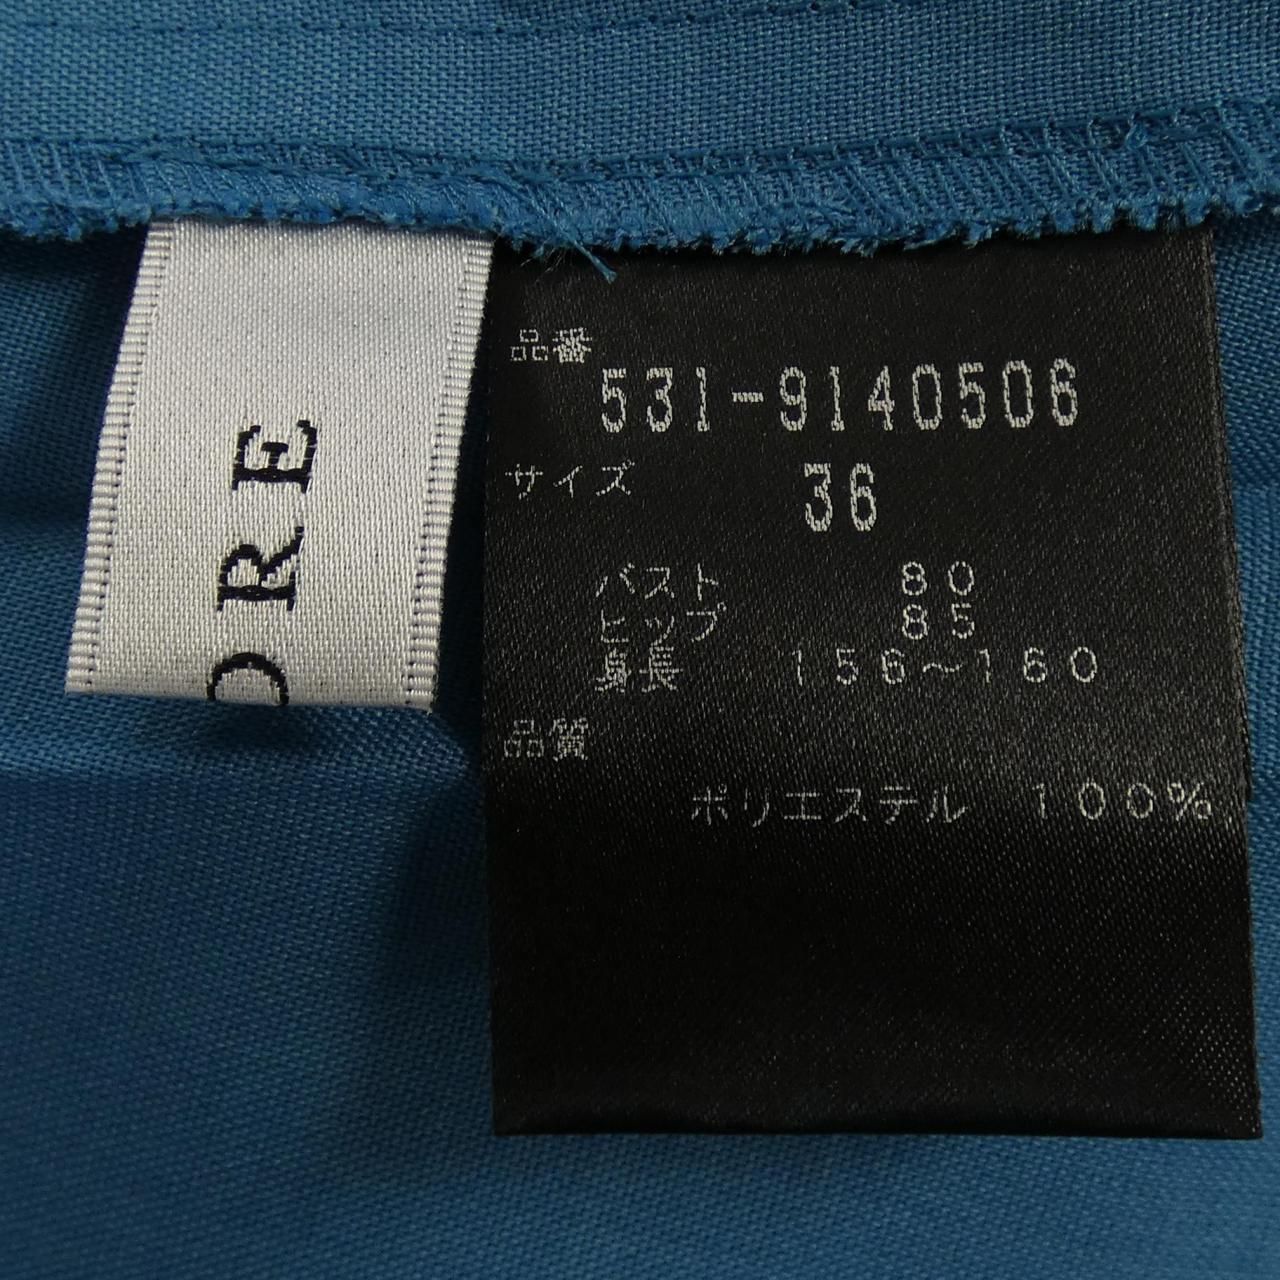 ORE
品番
531-9140506
サイズ 36
バスト 80
ヒップ 85
身長 156~160
品質
ポリエステル 100%